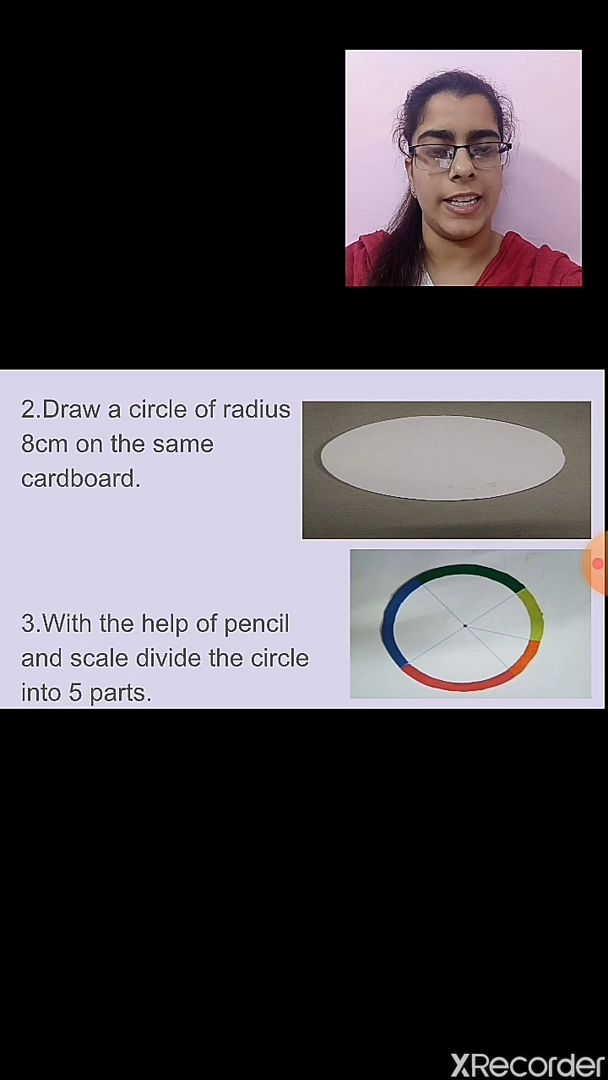 2.Draw a circle of radius
8cm on the same
cardboard.
3.With the help of pencil
and scale divide the circle
into 5 parts.
XRecorder